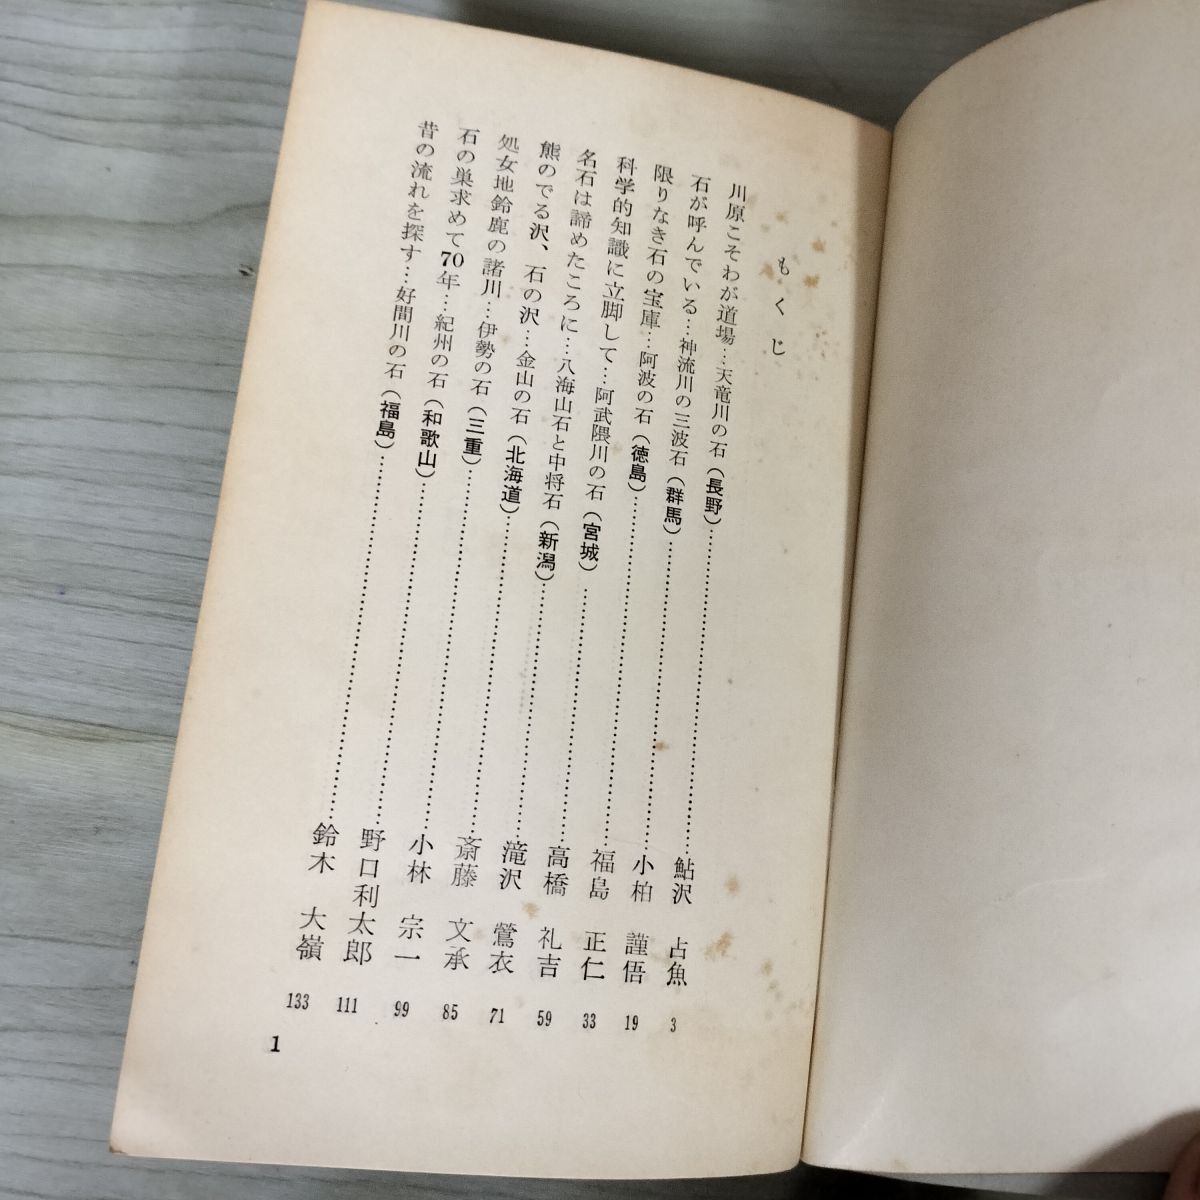 もくじ
川原こそわが道場…天竜川の石（長野）……鮎沢 占魚 3
石が呼んでいる…神流川の三波石（群馬）……小柏 謹悟 19
限りなき石の宝庫…阿波の石（徳島）……福島 正仁 33
科学的知識に立脚して…阿武隈川の石（宮城）……高橋 礼吉 59
名石は諦めたころに…八海山石と中将石（新潟）……滝沢 鶯衣 71
熊のでる沢、石の沢…金山の石（北海道）……斎藤 文承 85
処女地鈴鹿の諸川…伊勢の石（三重）……小林 宗一 99
石の巣求めて70年…紀州の石（和歌山）……野口利太郎 111
昔の流れを探す…好間川の石（福島）……鈴木 大嶺 133
1